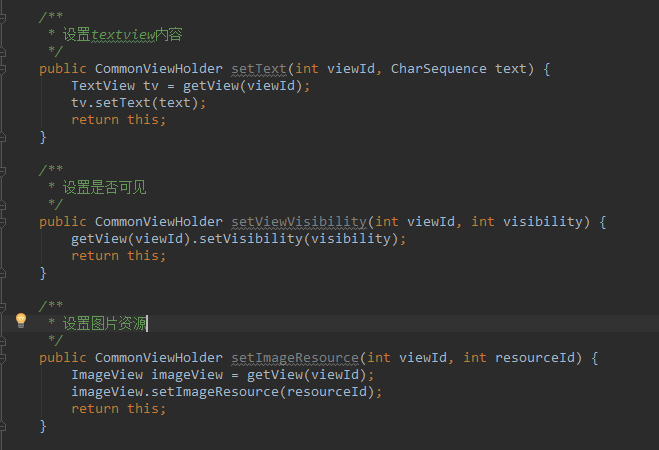 /**
 * 设置textview内容
 */
public CommonViewHolder setText(int viewId, CharSequence text) {
    TextView tv = getView(viewId);
    tv.setText(text);
    return this;
}
/**
 * 设置是否可见
 */
public CommonViewHolder setViewVisibility(int viewId, int visibility) {
    getView(viewId).setVisibility(visibility);
    return this;
}
/**
 * 设置图片资源
 */
public CommonViewHolder setImageResource(int viewId, int resourceId) {
    ImageView imageView = getView(viewId);
    imageView.setImageResource(resourceId);
    return this;
}